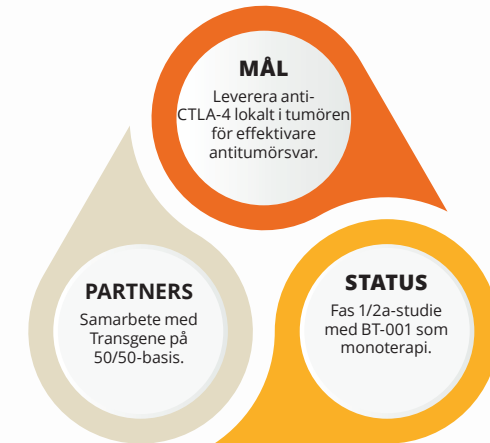 MÅL
Leverera anti-
CTLA-4 lokalt i tumören
för effektivare
antitumörsvar.
PARTNERS
Samarbete med
Transgene på
50/50-basis.
STATUS
Fas 1/2a-studie
med BT-001 som
monoterapi.